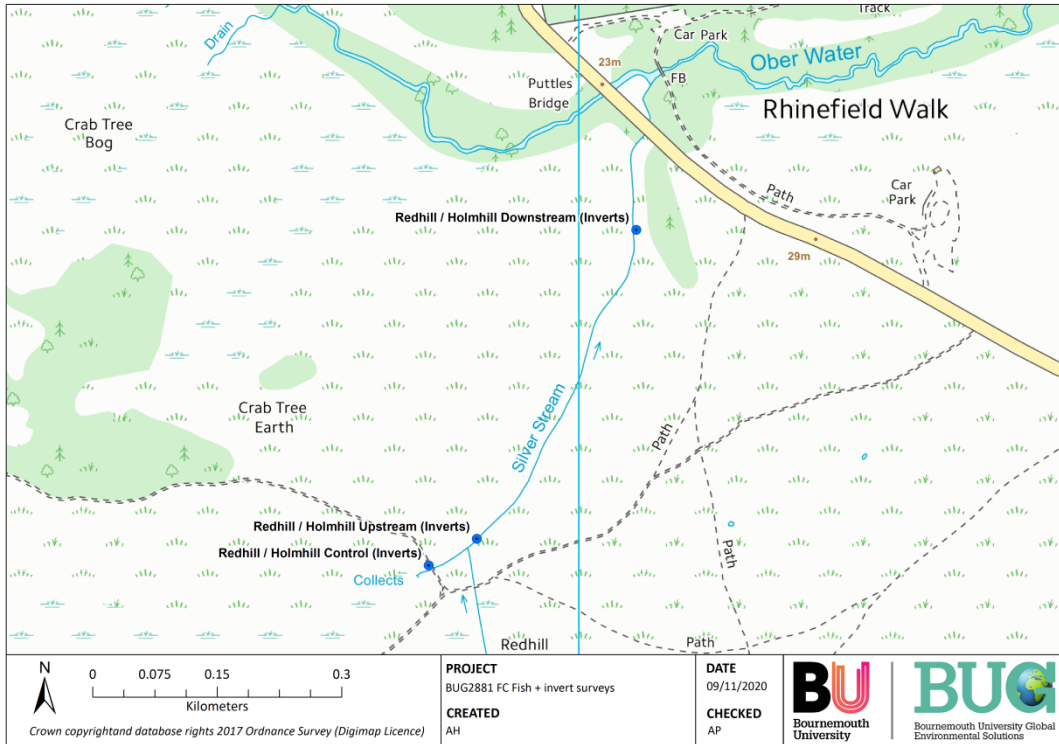 Drain
Car Park
Track
Ober Water
23m
FB
Puttles
Bridge
Rhinefield Walk
Crab Tree
Bog
Path
Car
Park
Redhill / Holmhill Downstream (Inverts)
29m
Silver Stream
Crab Tree
Earth
Path
Redhill / Holmhill Upstream (Inverts)
Redhill / Holmhill Control (Inverts)
Collects
Path
Redhill
Path
N
0 0.075 0.15 0.3
Kilometers
Crown copyrightand database rights 2017 Ordnance Survey (Digimap Licence)
PROJECT
BUG2881 FC Fish + invert surveys
CREATED
AH
DATE
09/11/2020
CHECKED
AP
BU
Bournemouth
University
BUG
Bournemouth University Global
Environmental Solutions